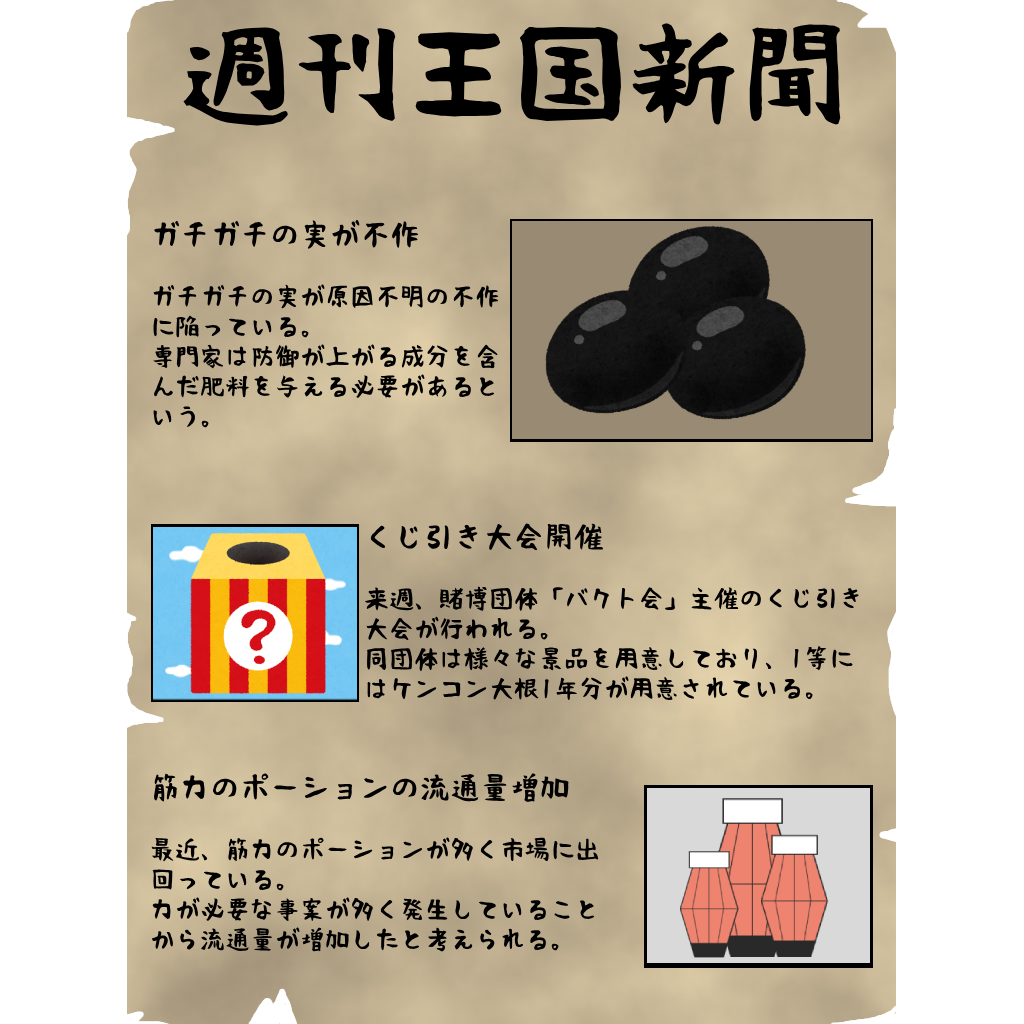 週刊王国新聞
ガチガチの実が不作
ガチガチの実が原因不明の不作
に陥っている。
専門家は防御が上がる成分を含
んだ肥料を与える必要があると
いう。
くじ引き大会開催
来週、賭博団体「バクト会」主催のくじ引き
大会が行われる。
同団体は様々な景品を用意しており、1等に
はケンコン大根1年分が用意されている。
筋力のポーションの流通量増加
最近、筋力のポーションが多く市場に出
回っている。
力が必要な事案が多く発生していること
から流通量が増加したと考えられる。
?